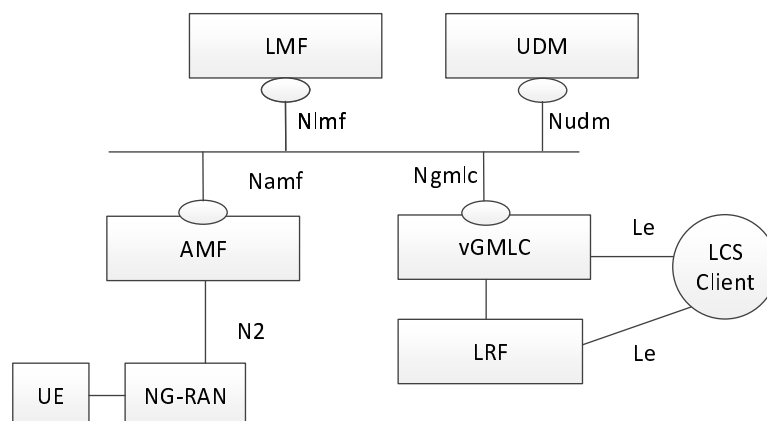 LMF
UDM
Nlmf
Nudm
Namf
Ngmlc
AMF
vGMLC
Le
LCS
Client
N2
LRF
Le
UE
NG-RAN